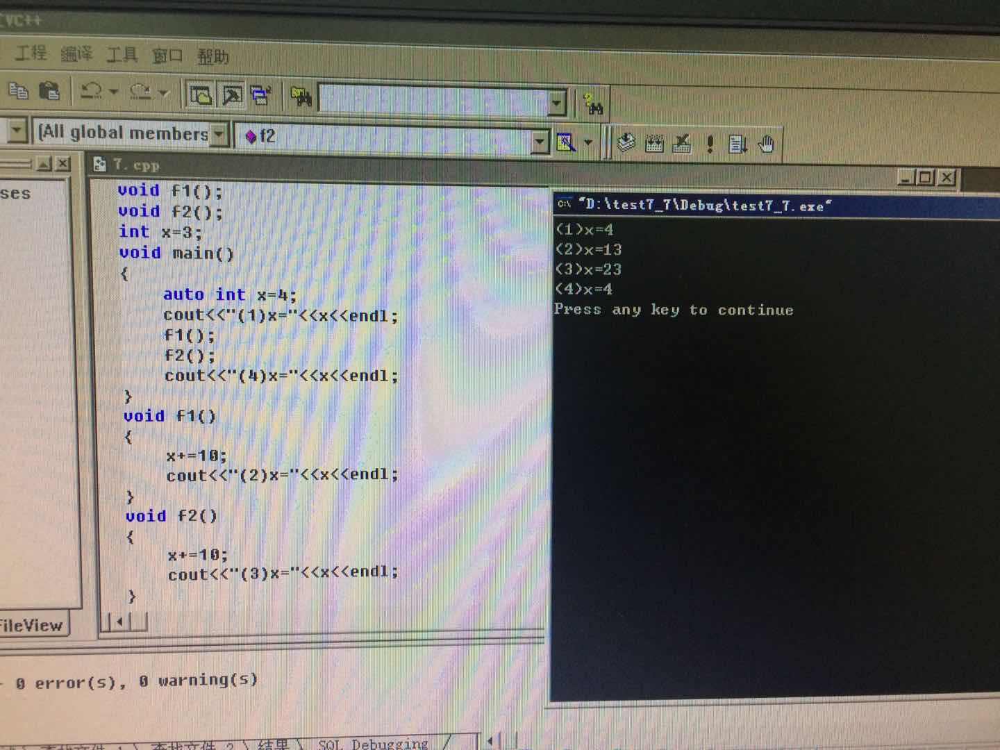 VC++
工程 编译 工具 窗口 帮助
(All global members f2
7.cpp
ses
void f1();
void f2();
int x=3;
void main()
{
auto int x=4;
cout<<"(1)x="<<x<<endl;
f1();
f2();
cout<<"(4)x="<<x<<endl;
}
void f1()
{
x+=10;
cout<<"(2)x="<<x<<endl;
}
void f2()
{
x+=10;
cout<<"(3)x="<<x<<endl;
}
"D:\test7_7\Debug\test7_7.exe"
(1)x=4
(2)x=13
(3)x=23
(4)x=4
Press any key to continue
FileView
- 0 error(s), 0 warning(s)
查找文件 1 \ 查找文件 2 \ 结果 \ SQL Debugging /